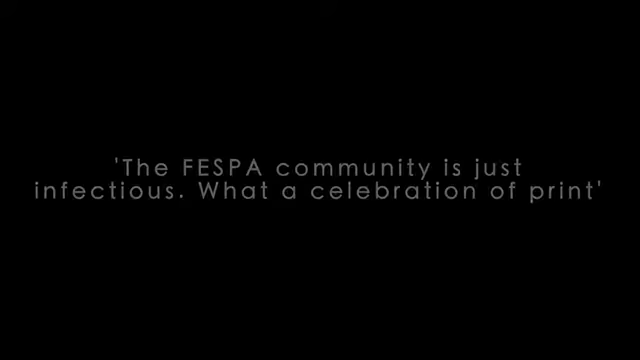 'The FESPA community is just
infectious. What a celebration of print'